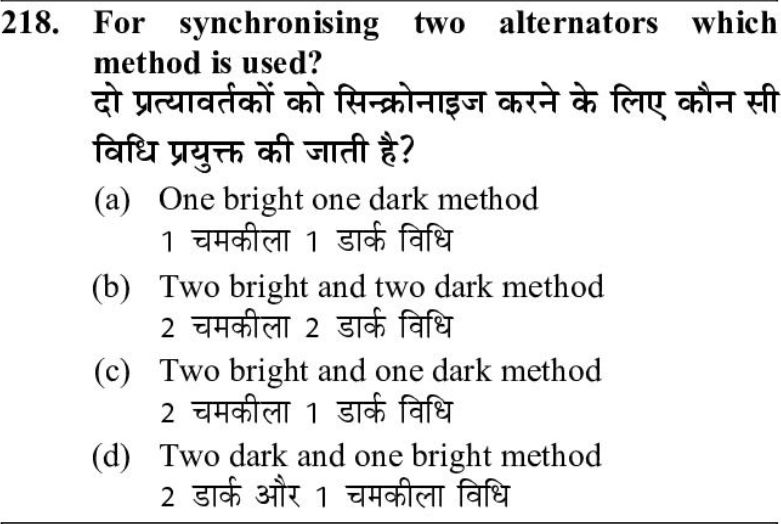 218. For synchronising two alternators which
method is used?
दो प्रत्यावर्तकों को सिन्क्रोनाइज करने के लिए कौन सी
विधि प्रयुक्त की जाती है?
(a) One bright one dark method
1 चमकीला 1 डार्क विधि
(b) Two bright and two dark method
2 चमकीला 2 डार्क विधि
(c) Two bright and one dark method
2 चमकीला 1 डार्क विधि
(d) Two dark and one bright method
2 डार्क और 1 चमकीला विधि